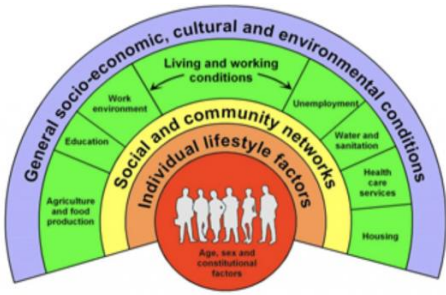 General socio-economic, cultural and environmental conditions
Living and working
conditions
Work
environment
Unemployment
Education
Water and
sanitation
Agriculture
and food
production
Health
care
services
Housing
Social and community networks
Individual lifestyle factors
Age, sex and
constitutional
factors